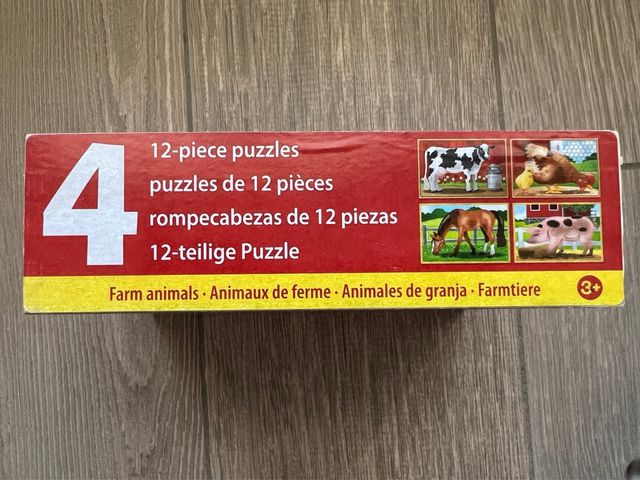 4
12-piece puzzles
puzzles de 12 pièces
rompecabezas de 12 piezas
12-teilige Puzzle
Farm animals · Animaux de ferme · Animales de granja · Farmtiere
3+